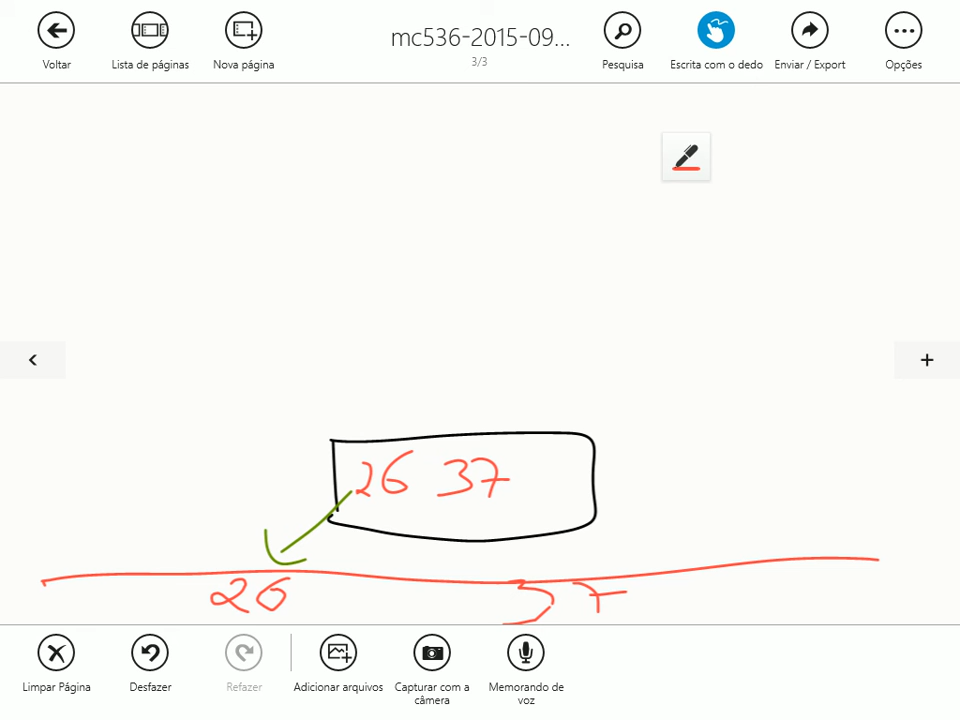 mc536-2015-09...
3/3
Voltar
Lista de páginas
Nova página
Pesquisa
Escrita com o dedo
Enviar / Export
Opções
26 37
26 37
Limpar Página
Desfazer
Refazer
Adicionar arquivos
Capturar com a
câmera
Memorando de
voz